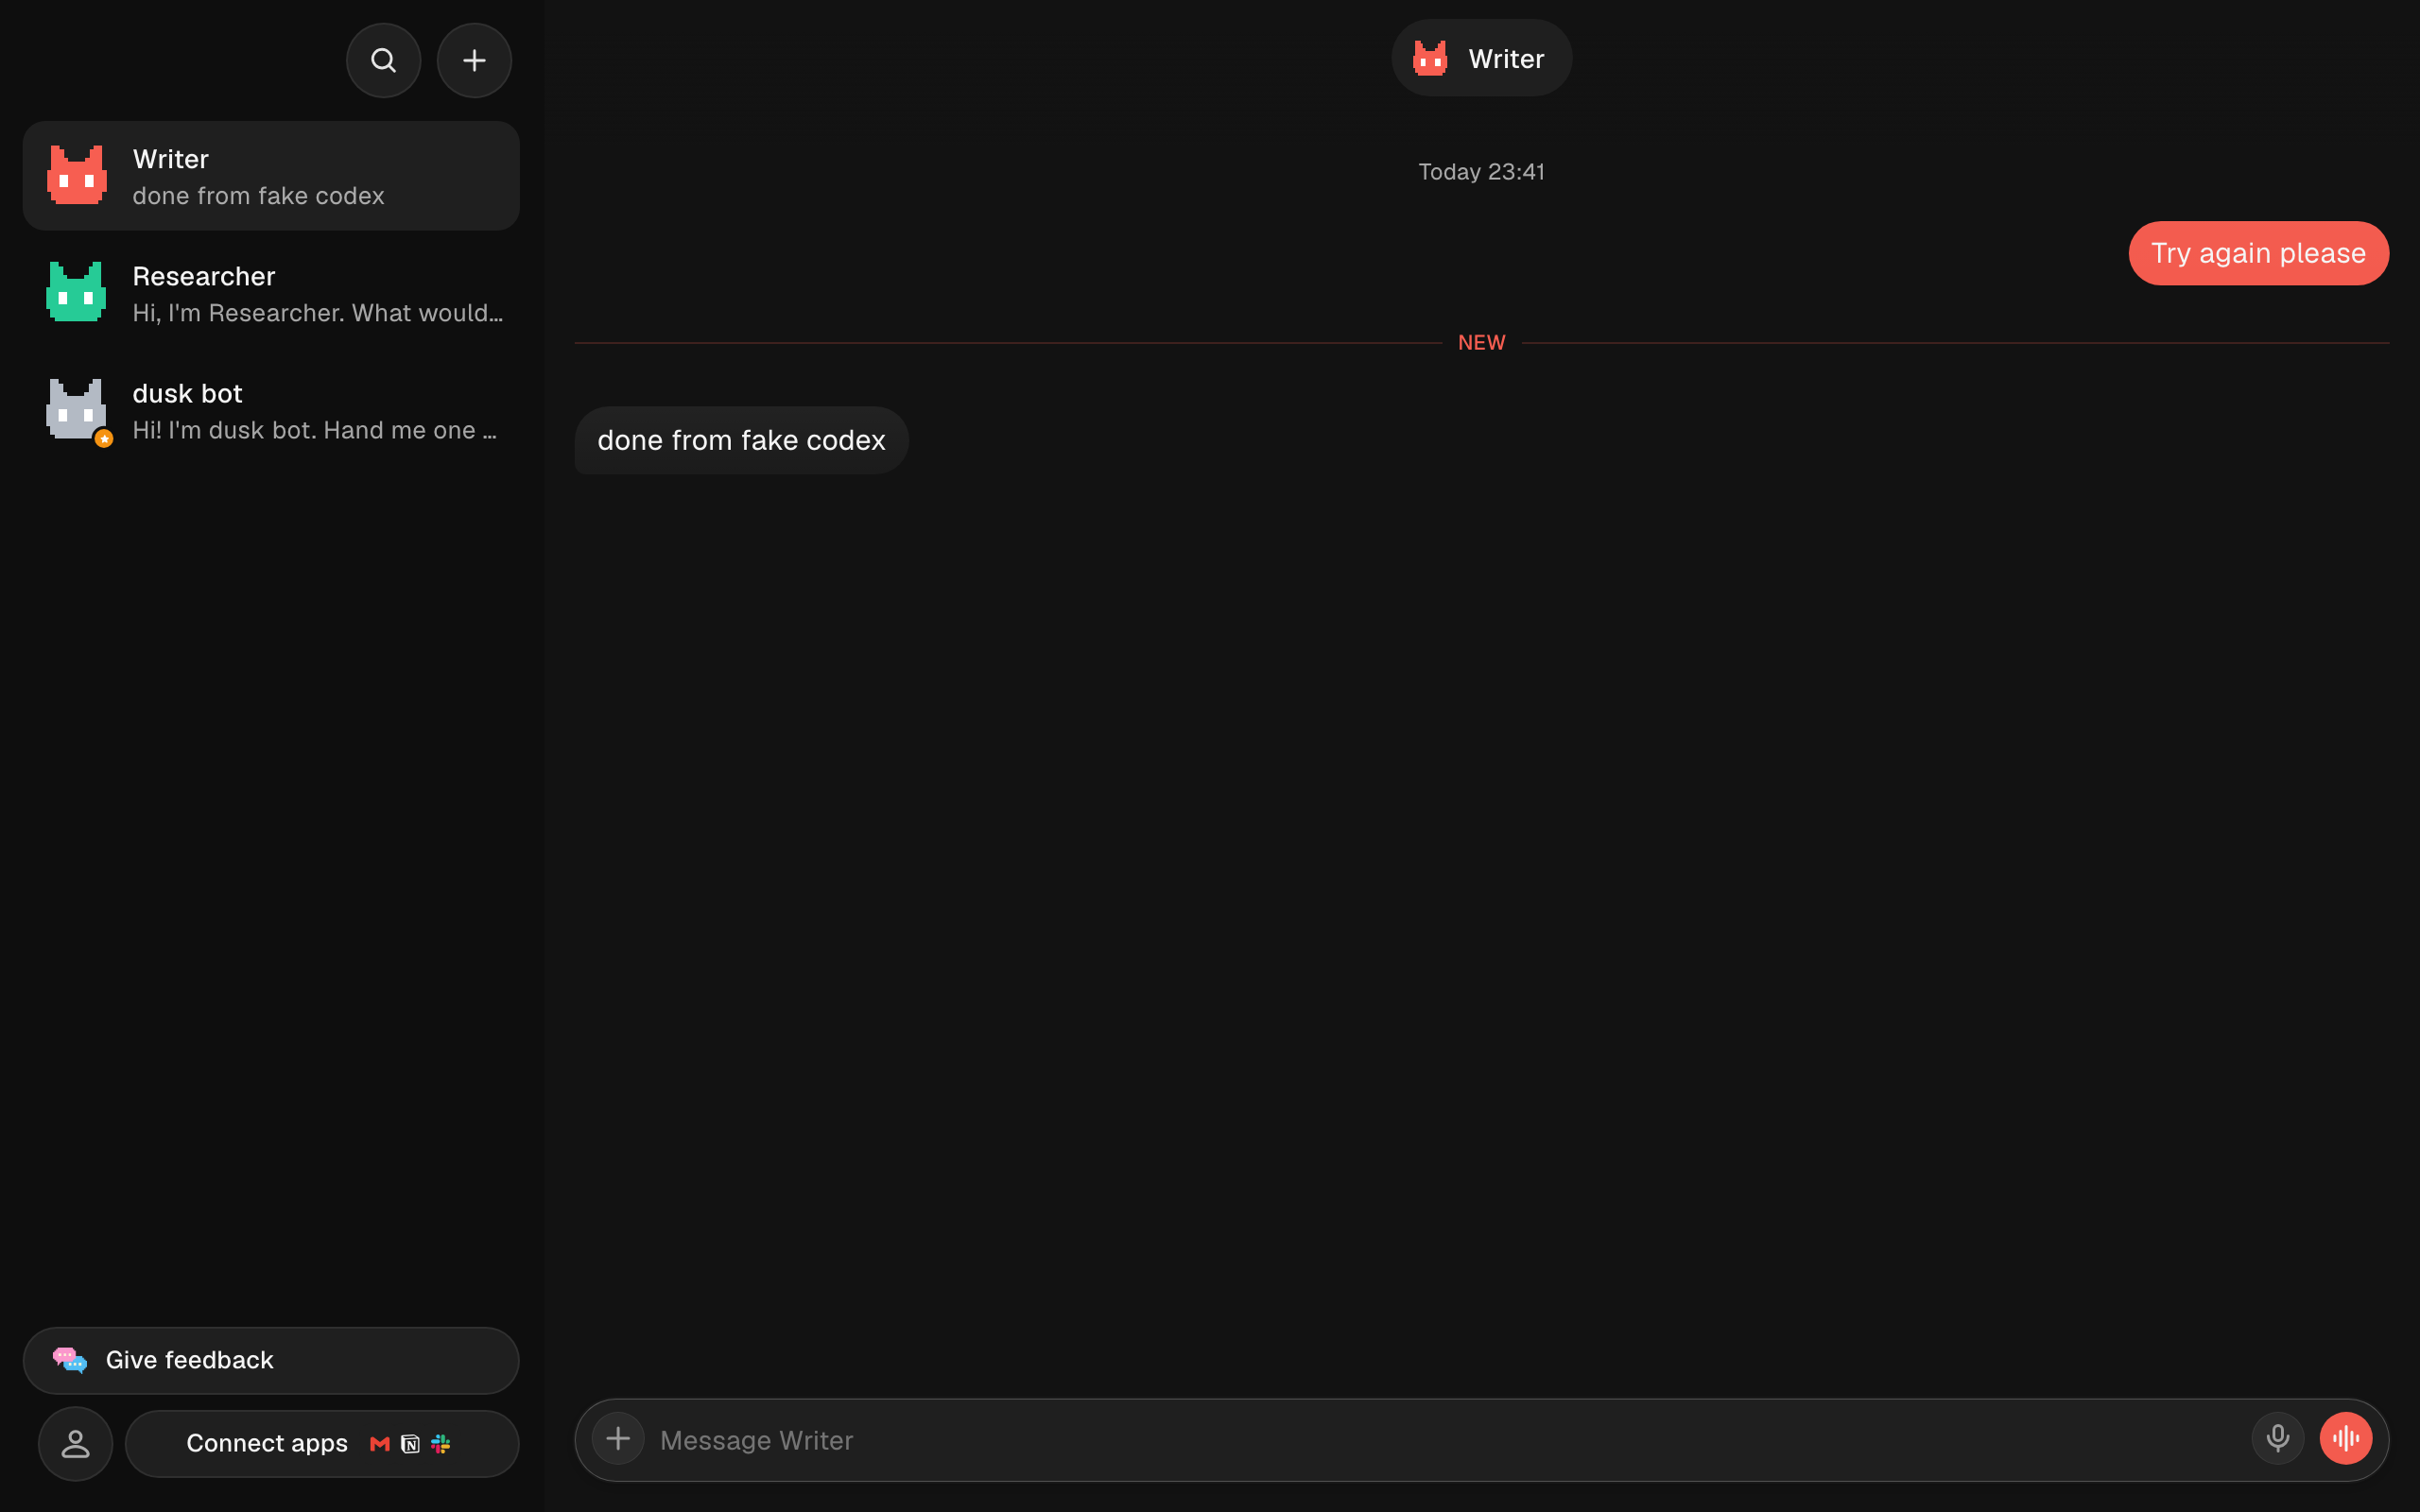 Writer
done from fake codex
Researcher
Hi, I'm Researcher. What would...
dusk bot
Hi! I'm dusk bot. Hand me one ...
Give feedback
Connect apps
Writer
Today 23:41
Try again please
NEW
done from fake codex
Message Writer